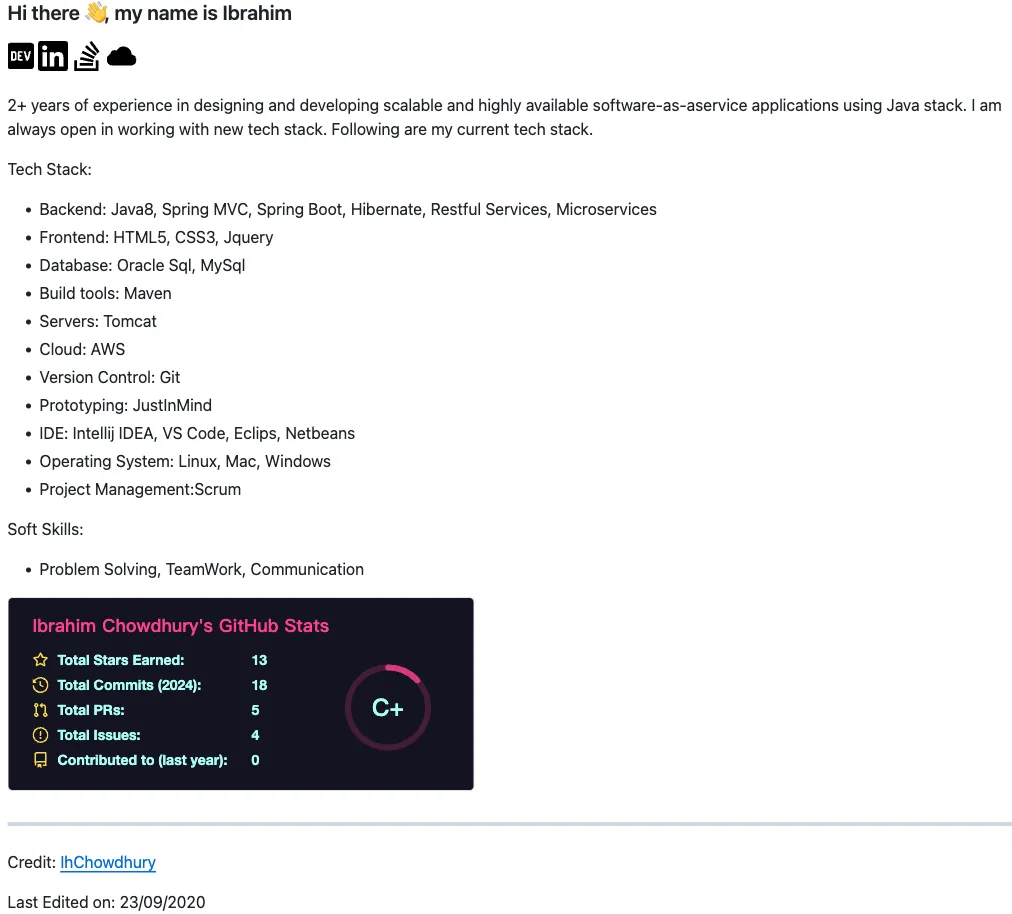 Hi there 👋, my name is Ibrahim
DEV in
2+ years of experience in designing and developing scalable and highly available software-as-aservice applications using Java stack. I am
always open in working with new tech stack. Following are my current tech stack.
Tech Stack:
• Backend: Java8, Spring MVC, Spring Boot, Hibernate, Restful Services, Microservices
• Frontend: HTML5, CSS3, Jquery
• Database: Oracle Sql, MySql
• Build tools: Maven
• Servers: Tomcat
• Cloud: AWS
• Version Control: Git
• Prototyping: JustInMind
• IDE: Intellij IDEA, VS Code, Eclips, Netbeans
• Operating System: Linux, Mac, Windows
• Project Management:Scrum
Soft Skills:
• Problem Solving, TeamWork, Communication
Ibrahim Chowdhury's GitHub Stats
Total Stars Earned: 13
Total Commits (2024): 18
Total PRs: 5
Total Issues: 4
Contributed to (last year): 0
C+
Credit: IhChowdhury
Last Edited on: 23/09/2020